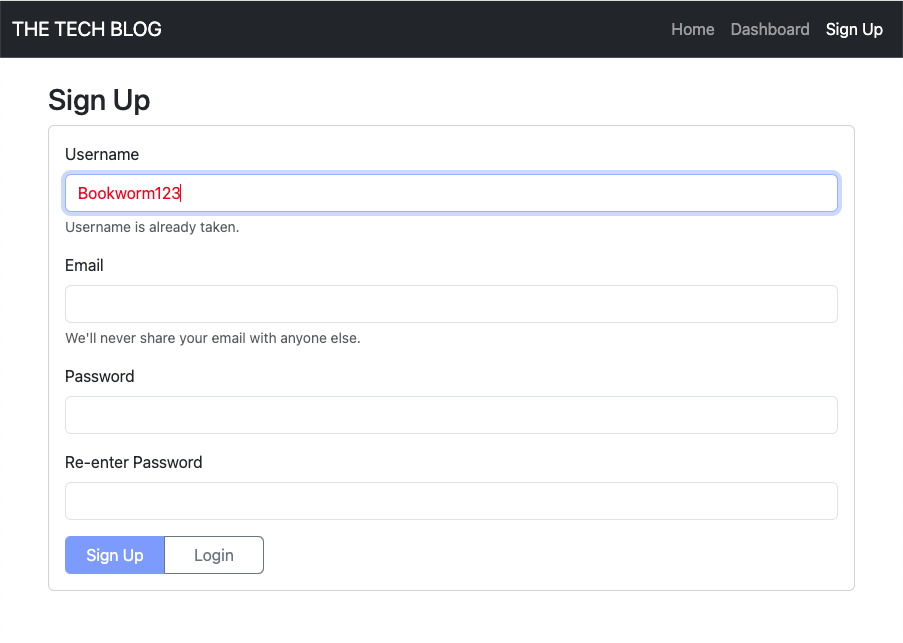 THE TECH BLOG
Home Dashboard Sign Up
Sign Up
Username
Bookworm123
Username is already taken.
Email
We'll never share your email with anyone else.
Password
Re-enter Password
Sign Up Login